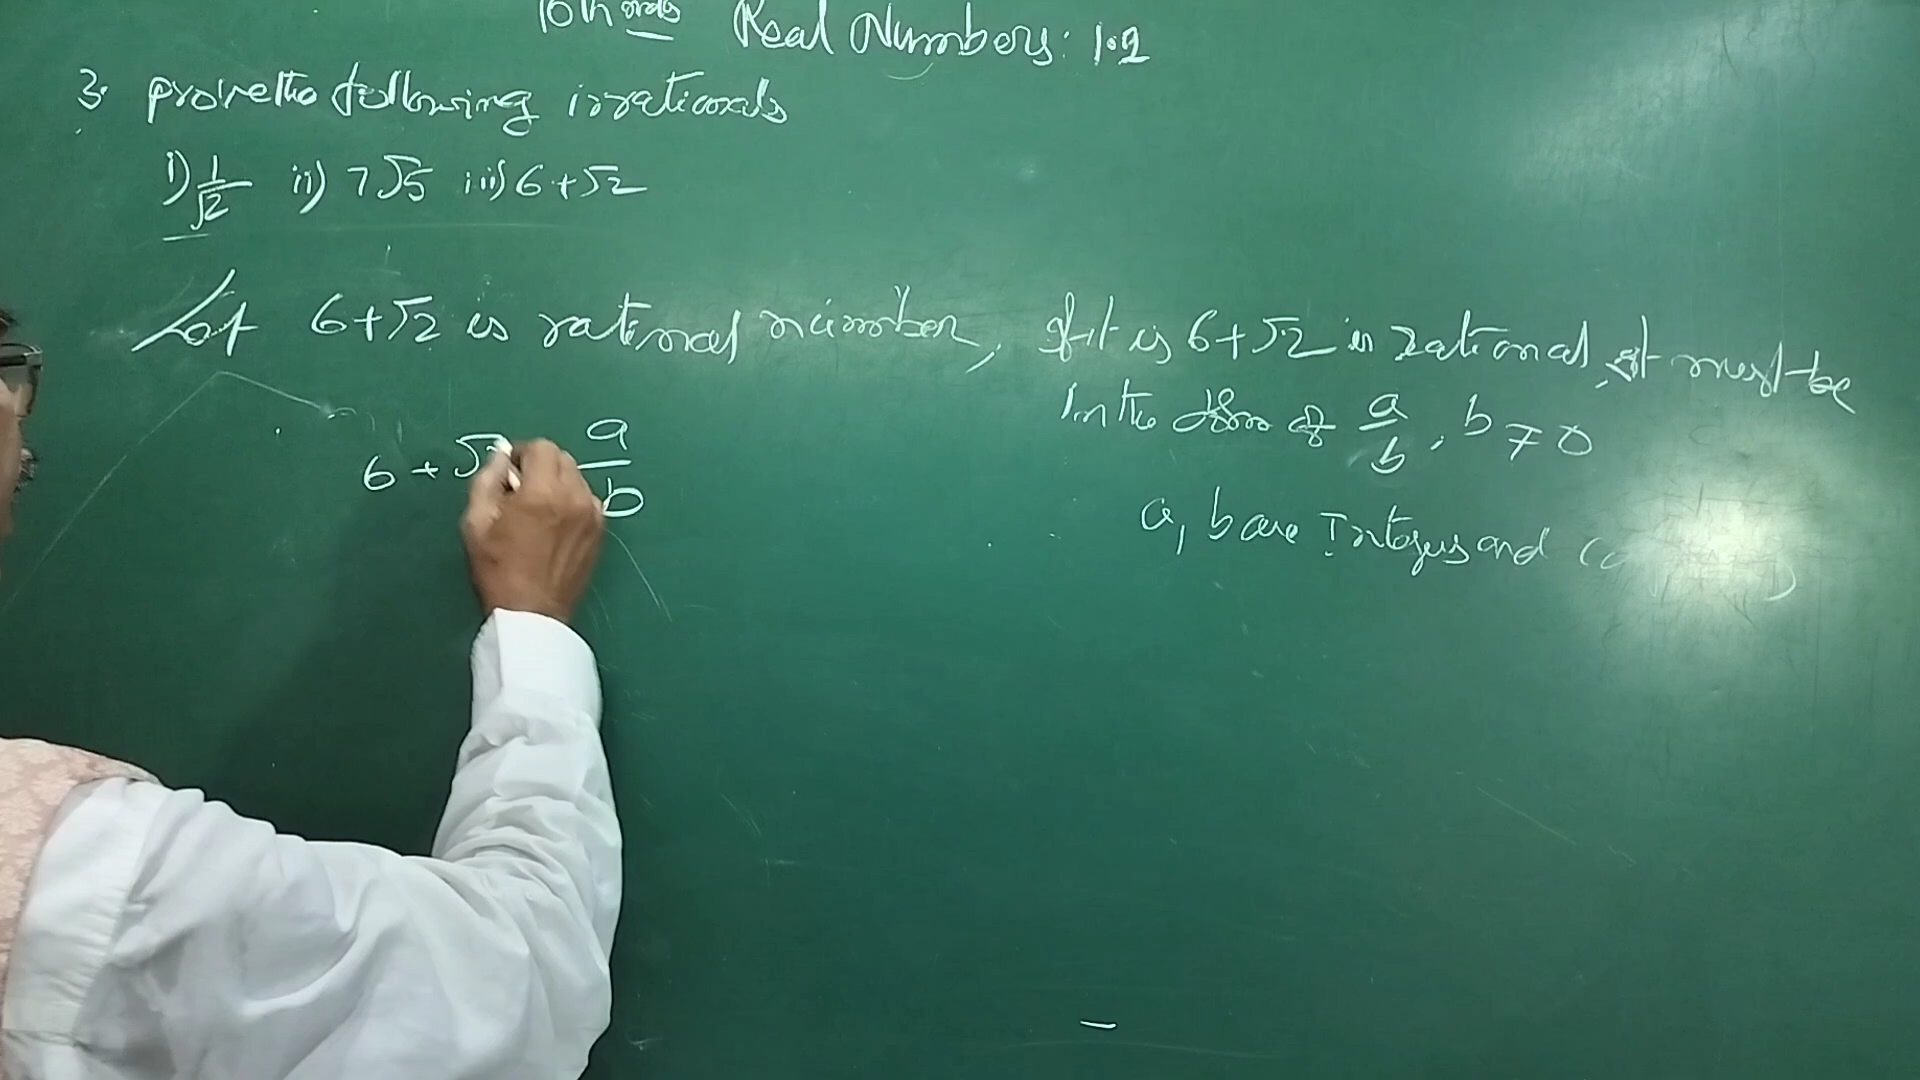 10th Real Numbers: 1.2
3. prove the following irrationals
i) 1/√2 ii) 7√5 iii) 6+√2
Let 6+√2 is rational number, If it is 6+√2 is rational, it must be
in the form of a/b, b≠0
6+√ a/b
a, b are Integers and